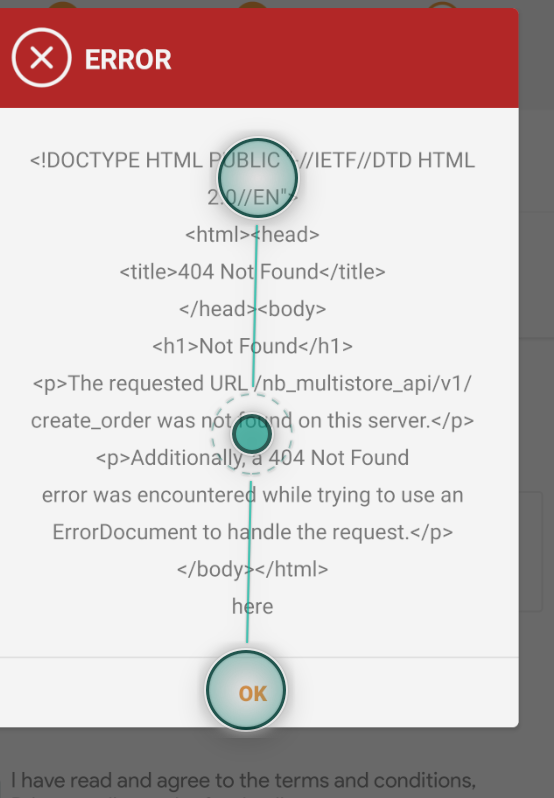 ERROR
<!DOCTYPE HTML PUBLIC "-//IETF//DTD HTML
2.0//EN">
<html><head>
<title>404 Not Found</title>
</head><body>
<h1>Not Found</h1>
<p>The requested URL /nb_multistore_api/v1/
create_order was not found on this server.</p>
<p>Additionally, a 404 Not Found
error was encountered while trying to use an
ErrorDocument to handle the request.</p>
</body></html>
here
OK
I have read and agree to the terms and conditions,